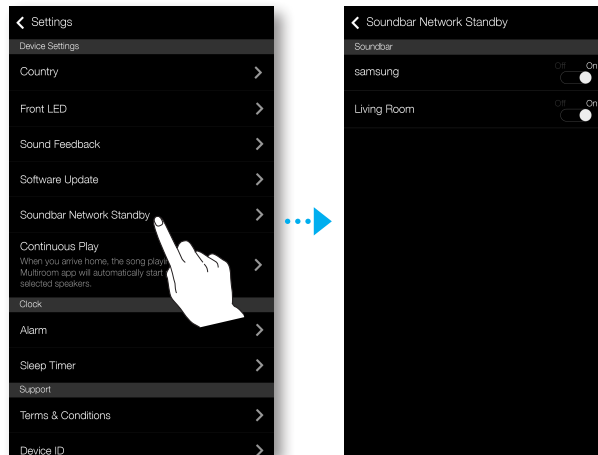 Settings
Device Settings
Country
Front LED
Sound Feedback
Software Update
Soundbar Network Standby
Continuous Play
When you arrive home, the song
Multiroom app will automatically start
selected speakers.
Clock
Alarm
Sleep Timer
Support
Terms & Conditions
Device ID
Soundbar Network Standby
Soundbar
samsung Off On
Living Room Off On